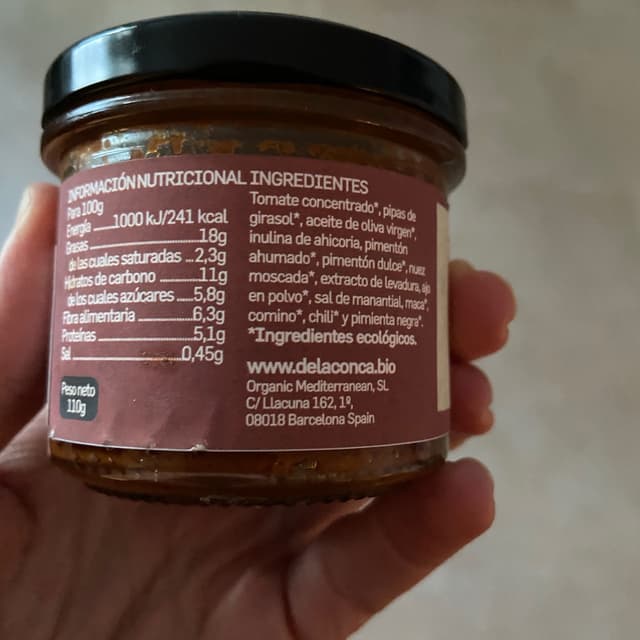 INFORMACIÓN NUTRICIONAL
Para 100g
Energía ....1000 kJ/241 kcal
Grasas..........................18g
de las cuales saturadas ...2,3g
Hidratos de carbono ..........11g
de los cuales azúcares .....5,8g
Fibra alimentaria ............6,3g
Proteínas .....................5,1g
Sal ..........................0,45g
Peso neto
110g
INGREDIENTES
Tomate concentrado*, pipas de
girasol*, aceite de oliva virgen*,
inulina de ahicoria, pimentón
ahumado*, pimentón dulce*, nuez
moscada*, extracto de levadura, ajo
en polvo*, sal de manantial, maca*,
comino*, chili* y pimienta negra*.
*Ingredientes ecológicos.
www.delaconca.bio
Organic Mediterranean, SL
C/ Llacuna 162, 1º,
08018 Barcelona Spain